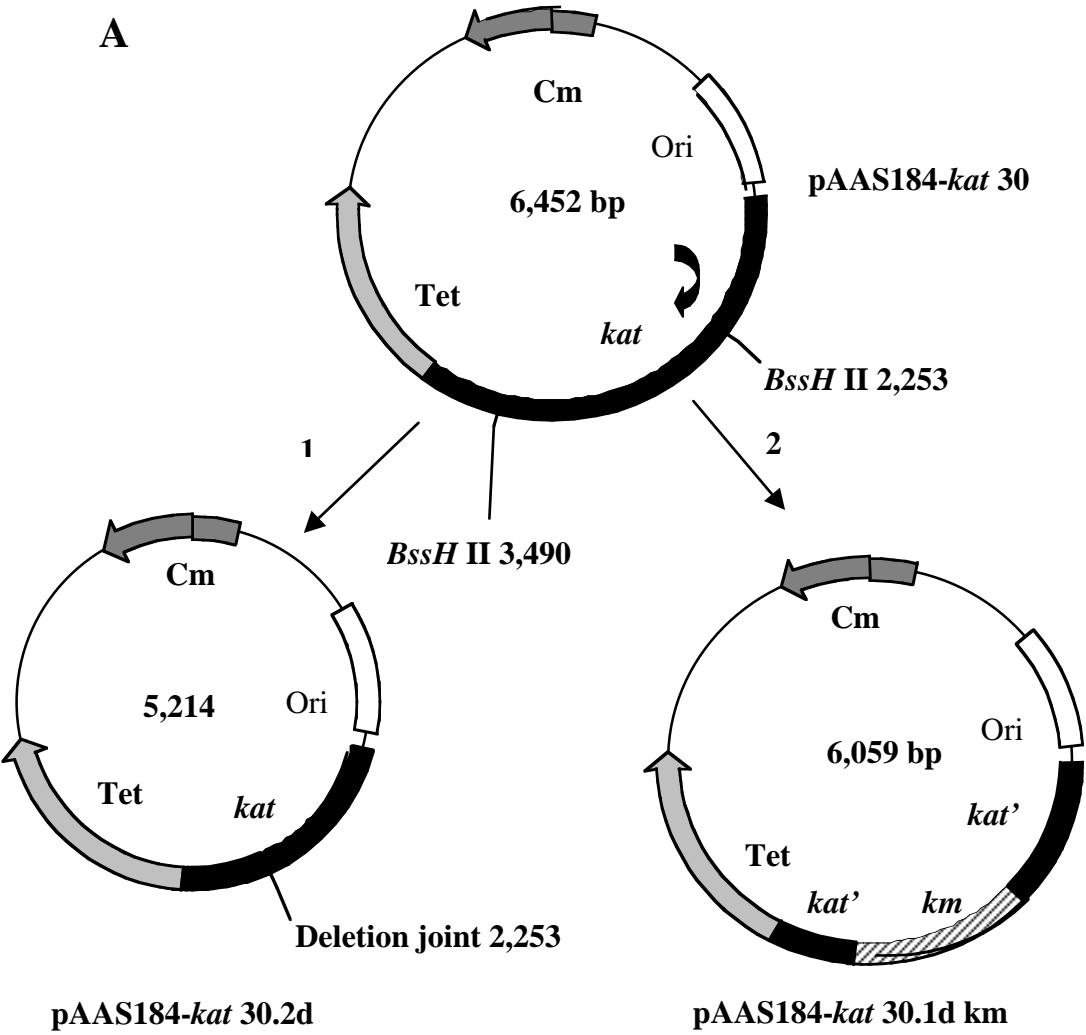 A
Cm
Ori
pAAS184-kat 30
6,452 bp
Tet
kat
BssH II 2,253
1
2
BssH II 3,490
Cm
Ori
5,214
Tet
kat
Deletion joint 2,253
pAAS184-kat 30.2d
Cm
Ori
6,059 bp
kat’
Tet
kat’
km
pAAS184-kat 30.1d km